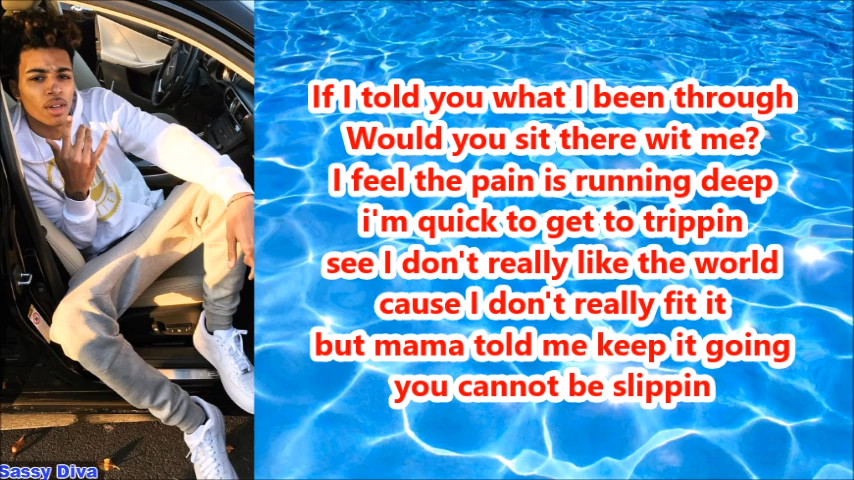 If I told you what I been through
Would you sit there wit me?
I feel the pain is running deep
i'm quick to get to trippin
see I don't really like the world
cause I don't really fit it
but mama told me keep it going
you cannot be slippin
Sassy Diva